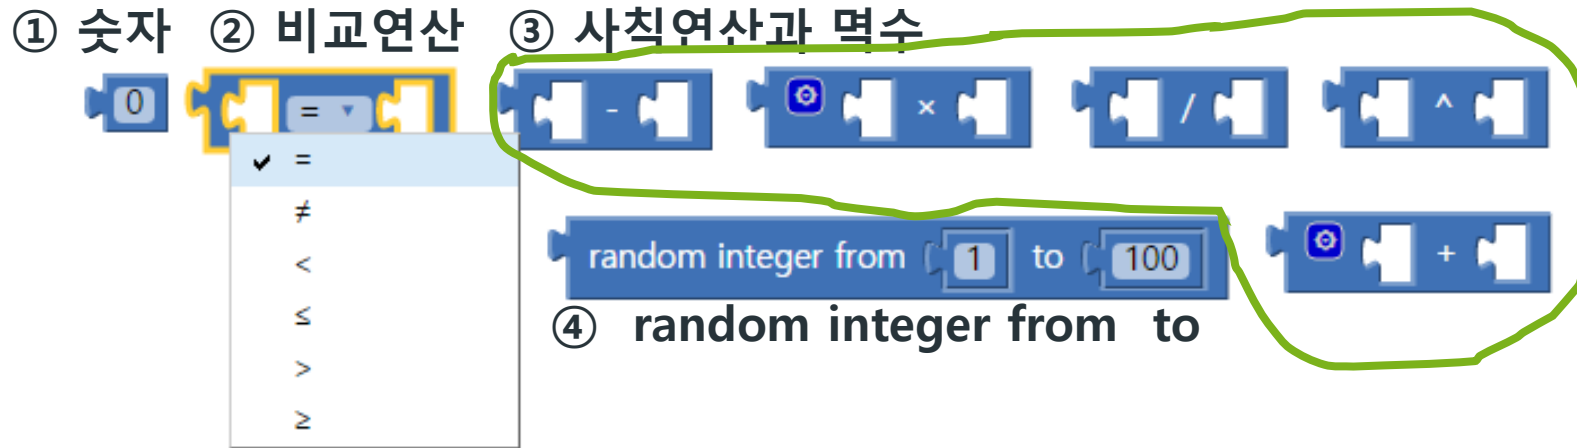 ① 숫자 ② 비교연산 ③ 사칙연산과 멱수
0 = - × / ^
✔ =
≠
<
≤
>
≥
random integer from 1 to 100 +
④ random integer from to